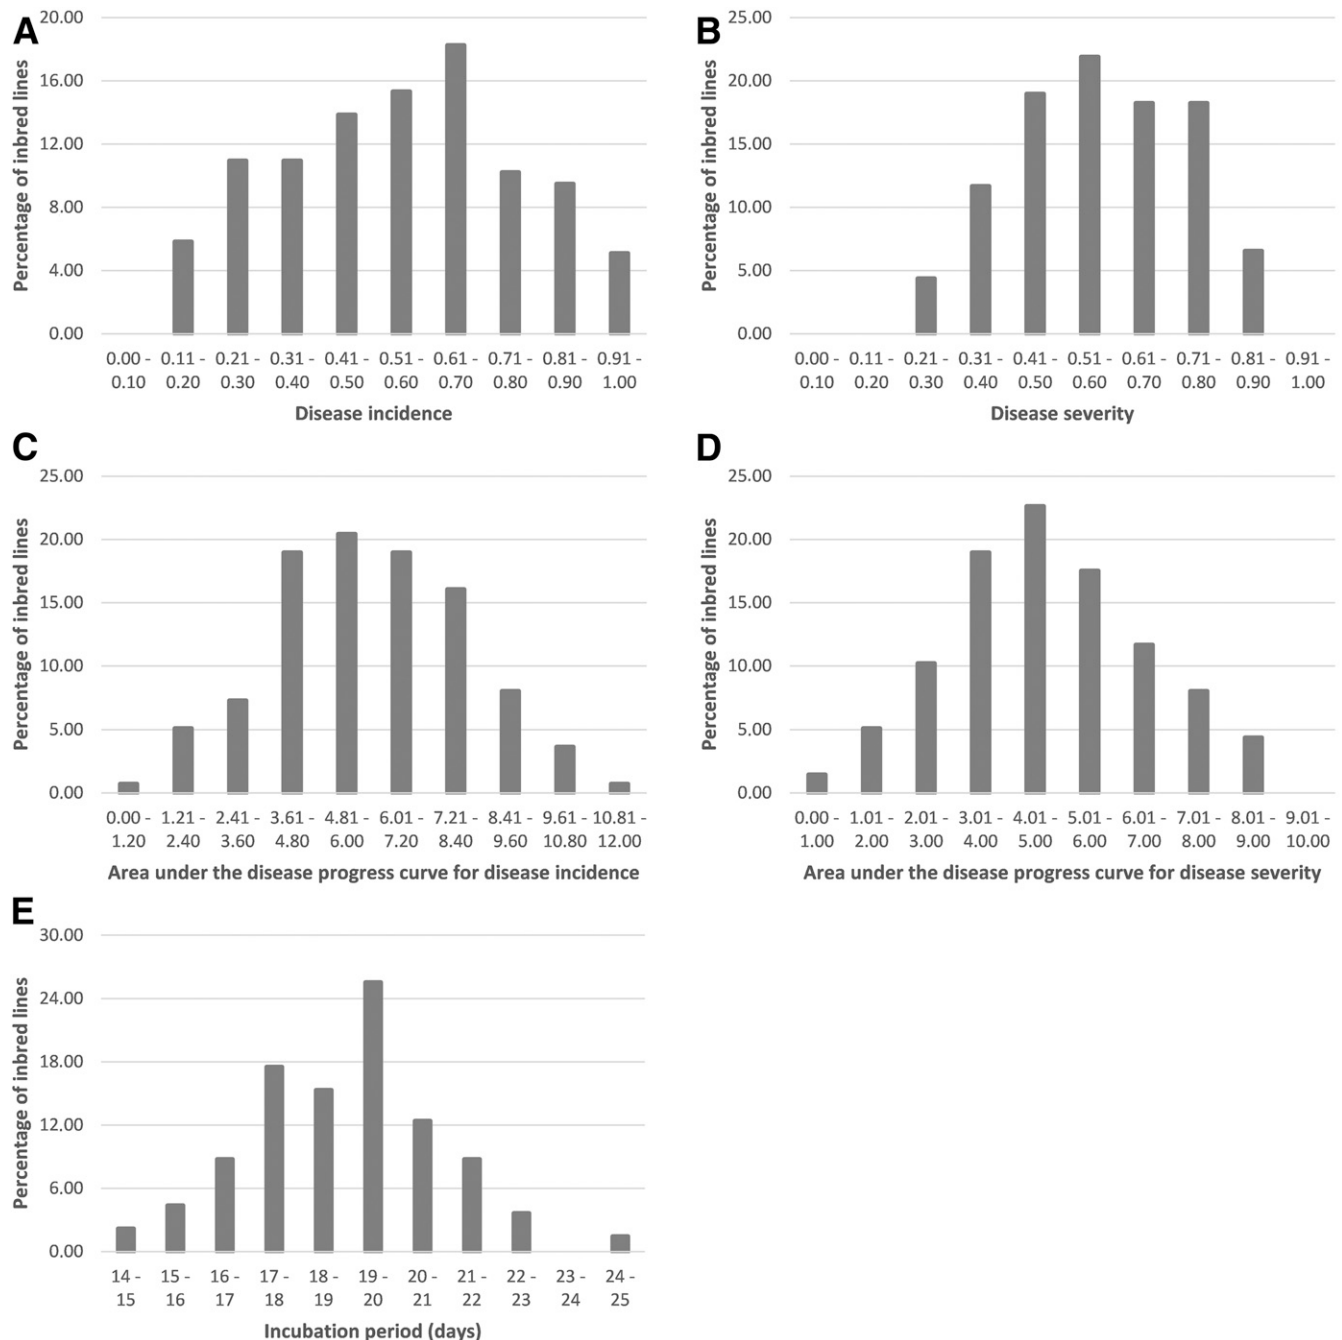 A
Percentage of inbred lines
20.00
16.00
12.00
8.00
4.00
0.00
0.00 - 0.11 - 0.21 - 0.31 - 0.41 - 0.51 - 0.61 - 0.71 - 0.81 - 0.91 -
0.10 0.20 0.30 0.40 0.50 0.60 0.70 0.80 0.90 1.00
Disease incidence
B
Percentage of inbred lines
25.00
20.00
15.00
10.00
5.00
0.00
0.00 - 0.11 - 0.21 - 0.31 - 0.41 - 0.51 - 0.61 - 0.71 - 0.81 - 0.91 -
0.10 0.20 0.30 0.40 0.50 0.60 0.70 0.80 0.90 1.00
Disease severity
C
Percentage of inbred lines
25.00
20.00
15.00
10.00
5.00
0.00
0.00 - 1.21 - 2.41 - 3.61 - 4.81 - 6.01 - 7.21 - 8.41 - 9.61 - 10.81 -
1.20 2.40 3.60 4.80 6.00 7.20 8.40 9.60 10.80 12.00
Area under the disease progress curve for disease incidence
D
Percentage of inbred lines
25.00
20.00
15.00
10.00
5.00
0.00
0.00 - 1.01 - 2.01 - 3.01 - 4.01 - 5.01 - 6.01 - 7.01 - 8.01 - 9.01 -
1.00 2.00 3.00 4.00 5.00 6.00 7.00 8.00 9.00 10.00
Area under the disease progress curve for disease severity
E
Percentage of inbred lines
30.00
24.00
18.00
12.00
6.00
0.00
14 - 15 - 16 - 17 - 18 - 19 - 20 - 21 - 22 - 23 - 24 -
15 16 17 18 19 20 21 22 23 24 25
Incubation period (days)